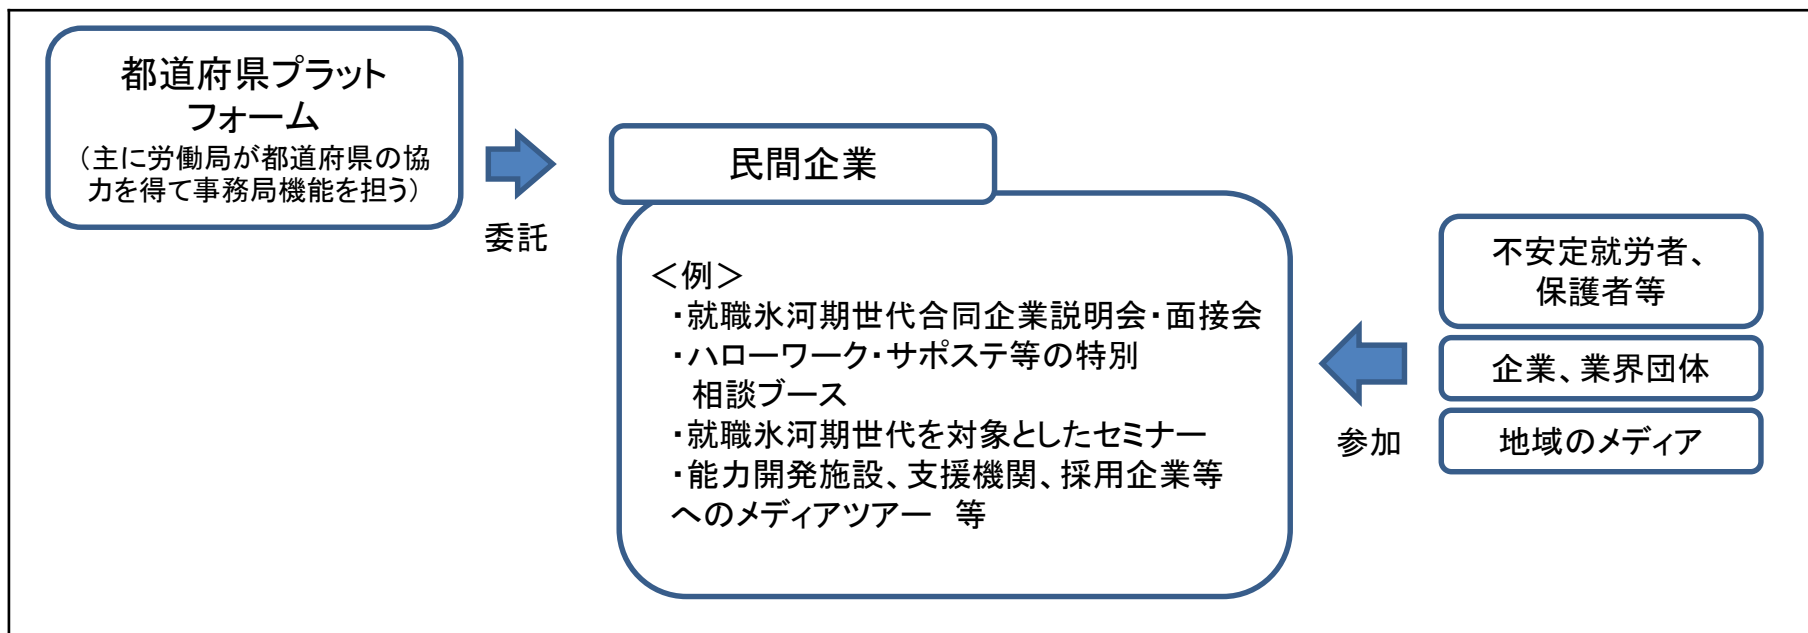 都道府県プラット
フォーム
（主に労働局が都道府県の協
力を得て事務局機能を担う）
委託
民間企業
＜例＞
・就職氷河期世代合同企業説明会・面接会
・ハローワーク・サポステ等の特別
相談ブース
・就職氷河期世代を対象としたセミナー
・能力開発施設、支援機関、採用企業等
へのメディアツアー　等
参加
不安定就労者、
保護者等
企業、業界団体
地域のメディア